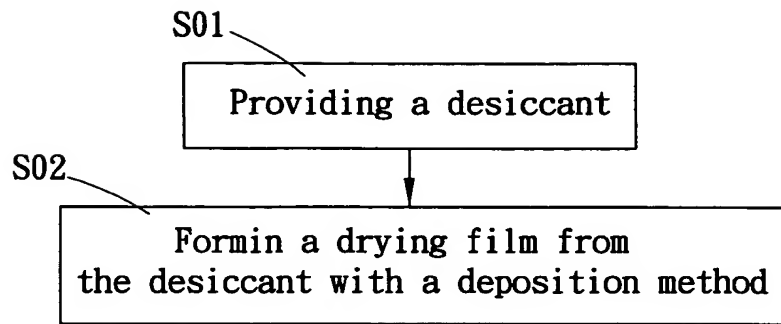 S01
Providing a desiccant
S02
Formin a drying film from
the desiccant with a deposition method